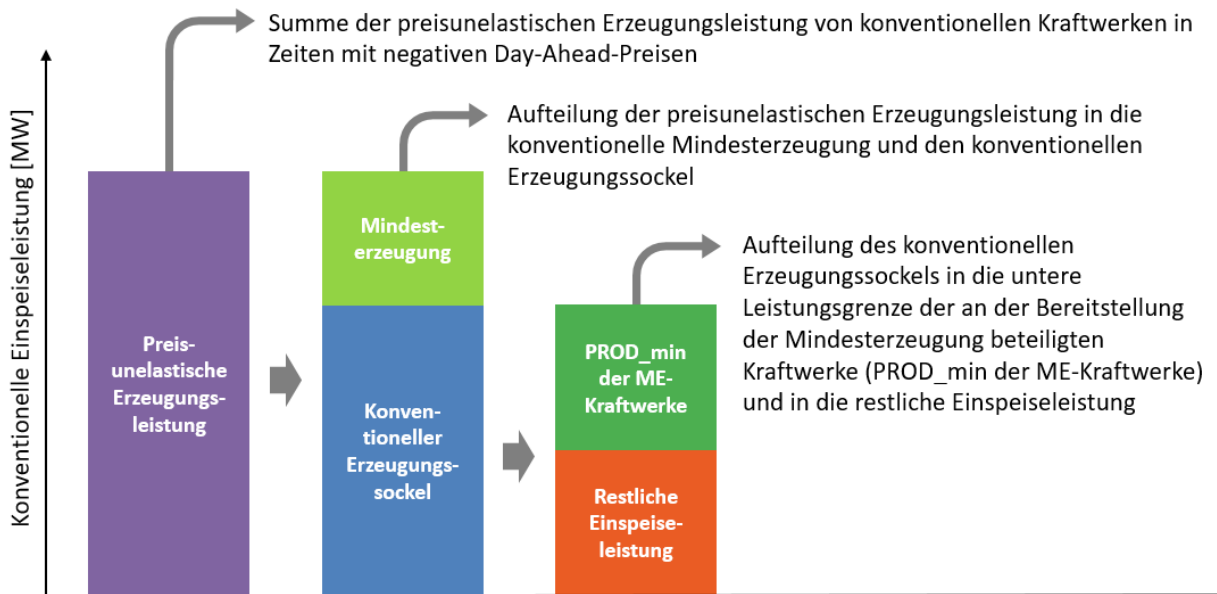 Summe der preisunelastischen Erzeugungsleistung von konventionellen Kraftwerken in
Zeiten mit negativen Day-Ahead-Preisen
Aufteilung der preisunelastischen Erzeugungsleistung in die
konventionelle Mindesterzeugung und den konventionellen
Erzeugungssockel
Aufteilung des konventionellen
Erzeugungssockels in die untere
Leistungsgrenze der an der Bereitstellung
der Mindesterzeugung beteiligten
Kraftwerke (PROD_min der ME-Kraftwerke)
und in die restliche Einspeiseleistung
Konventionelle Einspeiseleistung [MW]
Preis-
unelastische
Erzeugungs-
leistung
Mindest-
erzeugung
Konven-
tioneller
Erzeugungs-
sockel
PROD_min
der ME-
Kraftwerke
Restliche
Einspeise-
leistung